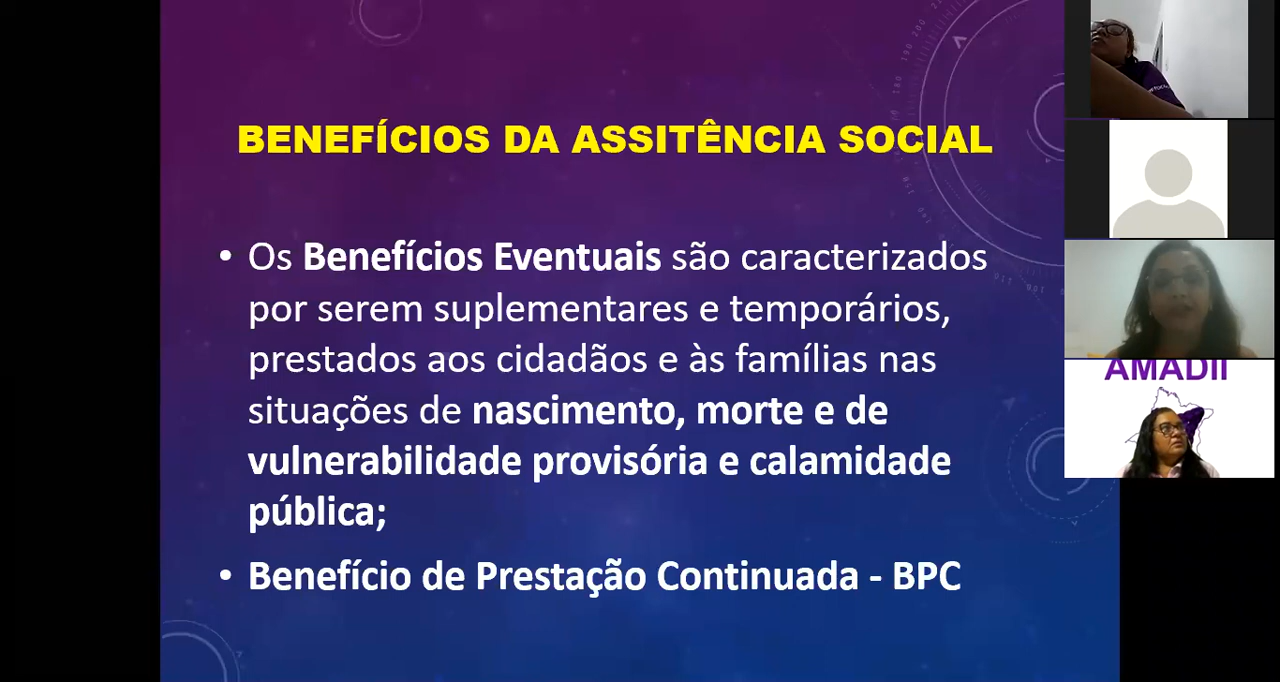 BENEFÍCIOS DA ASSITÊNCIA SOCIAL
• Os Benefícios Eventuais são caracterizados
por serem suplementares e temporários,
prestados aos cidadãos e às famílias nas
situações de nascimento, morte e de
vulnerabilidade provisória e calamidade
pública;
• Benefício de Prestação Continuada - BPC
AMADII